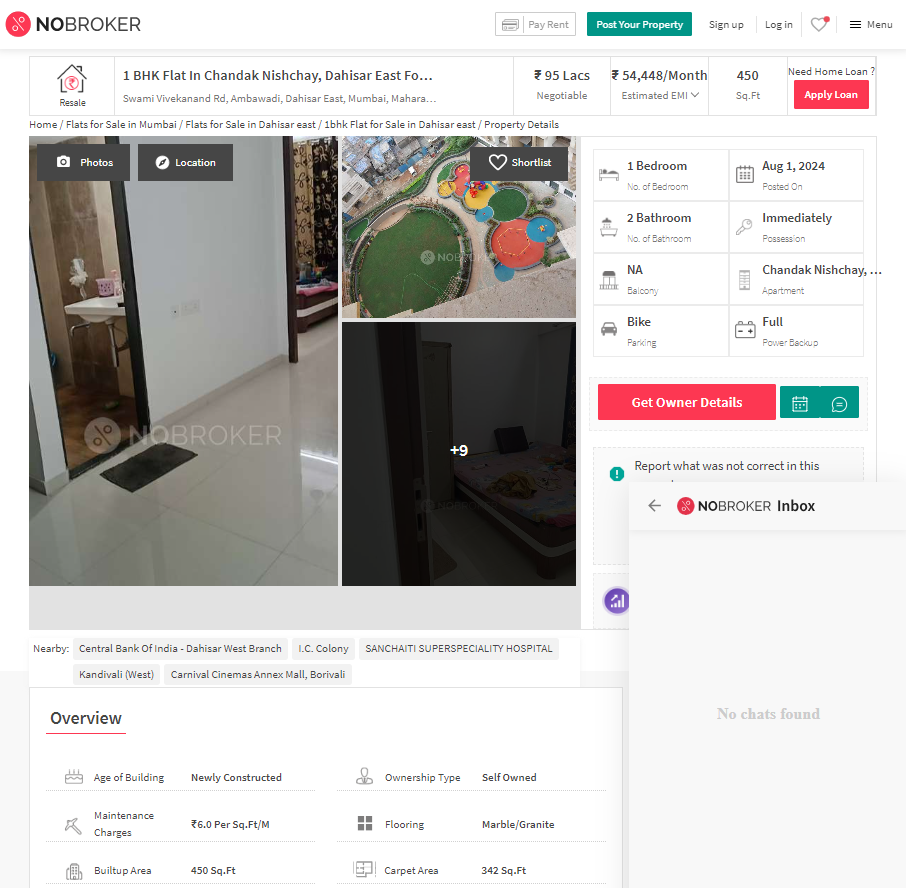 NOBROKER
Pay Rent
Post Your Property
Sign up
Log in
Menu
Resale
1 BHK Flat In Chandak Nishchay, Dahisar East Fo…
Swami Vivekanand Rd, Ambawadi, Dahisar East, Mumbai, Mahara…
₹ 95 Lacs
Negotiable
₹ 54,448/Month
Estimated EMI
450
Sq.Ft
Need Home Loan ?
Apply Loan
Home / Flats for Sale in Mumbai / Flats for Sale in Dahisar east / 1bhk Flat for Sale in Dahisar east / Property Details
Photos
Location
Shortlist
NOBROKER
NOBROKER
+9
1 Bedroom
No. of Bedroom
Aug 1, 2024
Posted On
2 Bathroom
No. of Bathroom
Immediately
Possession
NA
Balcony
Chandak Nishchay, …
Apartment
Bike
Parking
Full
Power Backup
Get Owner Details
Report what was not correct in this
NOBROKER Inbox
No chats found
Nearby:
Central Bank Of India - Dahisar West Branch
I.C. Colony
SANCHAITI SUPERSPECIALITY HOSPITAL
Kandivali (West)
Carnival Cinemas Annex Mall, Borivali
Overview
Age of Building
Newly Constructed
Ownership Type
Self Owned
Maintenance
Charges
₹6.0 Per Sq.Ft/M
Flooring
Marble/Granite
Builtup Area
450 Sq.Ft
Carpet Area
342 Sq.Ft